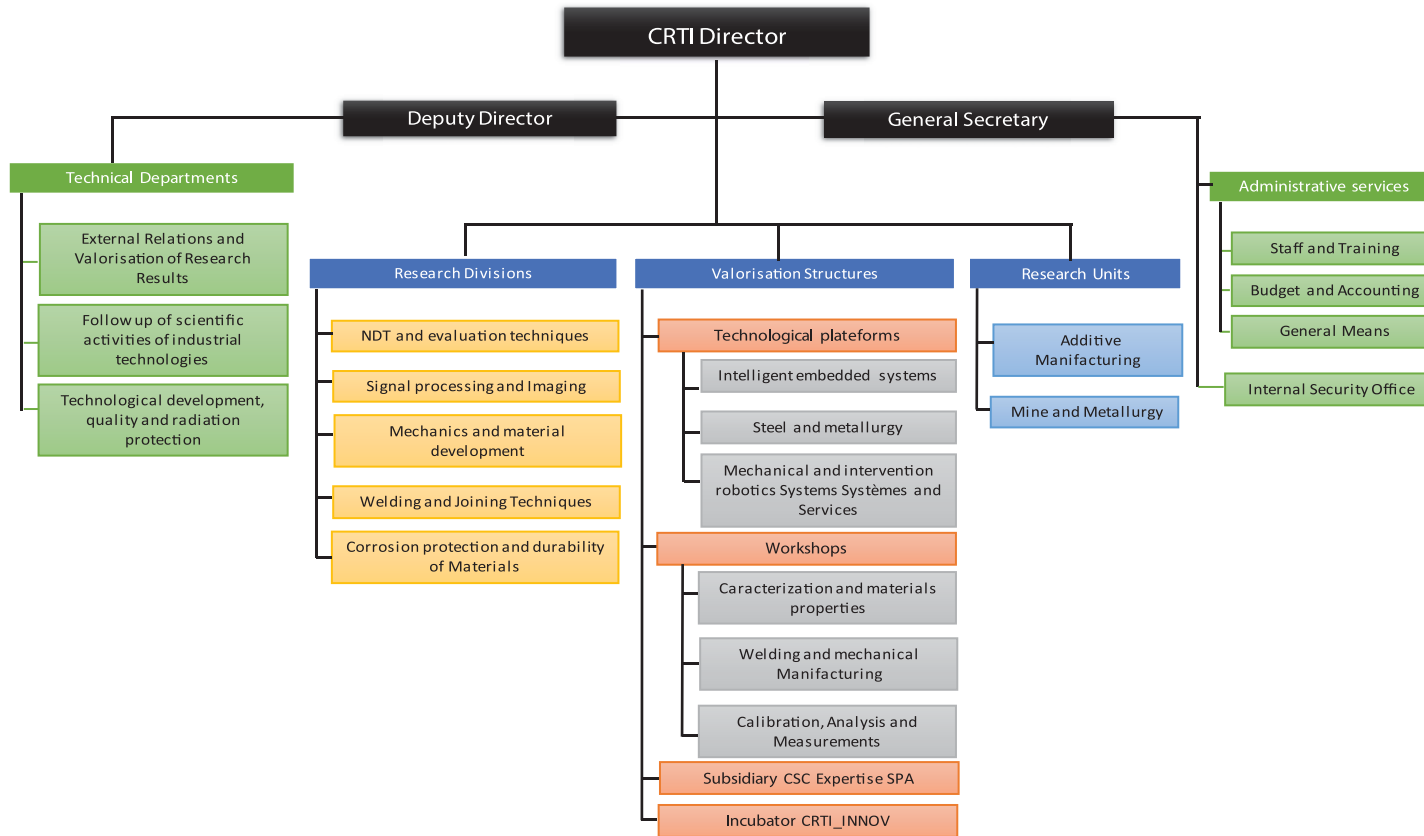 CRTI Director
Deputy Director
General Secretary
Technical Departments
External Relations and
Valorisation of Research
Results
Follow up of scientific
activities of industrial
technologies
Technological development,
quality and radiation
protection
Research Divisions
NDT and evaluation techniques
Signal processing and Imaging
Mechanics and material
development
Welding and Joining Techniques
Corrosion protection and durability
of Materials
Valorisation Structures
Technological plateforms
Intelligent embedded systems
Steel and metallurgy
Mechanical and intervention
robotics Systems Systèmes and
Services
Workshops
Caracterization and materials
properties
Welding and mechanical
Manifacturing
Calibration, Analysis and
Measurements
Subsidiary CSC Expertise SPA
Incubator CRTI_INNOV
Research Units
Additive
Manifacturing
Mine and Metallurgy
Administrative services
Staff and Training
Budget and Accounting
General Means
Internal Security Office